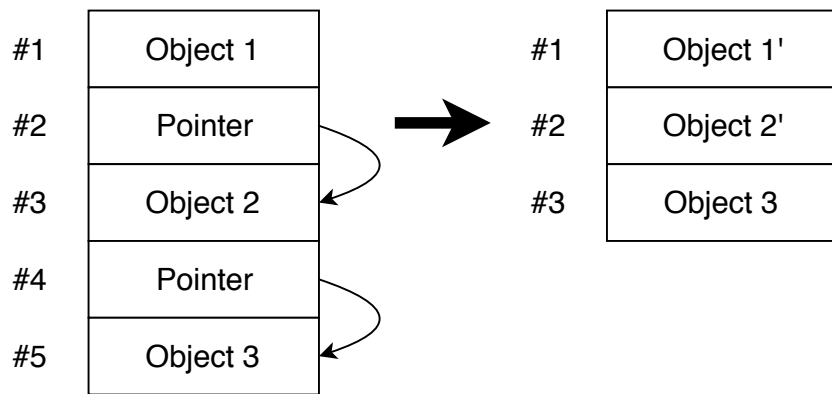 #1 Object 1 #1 Object 1'
#2 Pointer #2 Object 2'
#3 Object 2 #3 Object 3
#4 Pointer
#5 Object 3